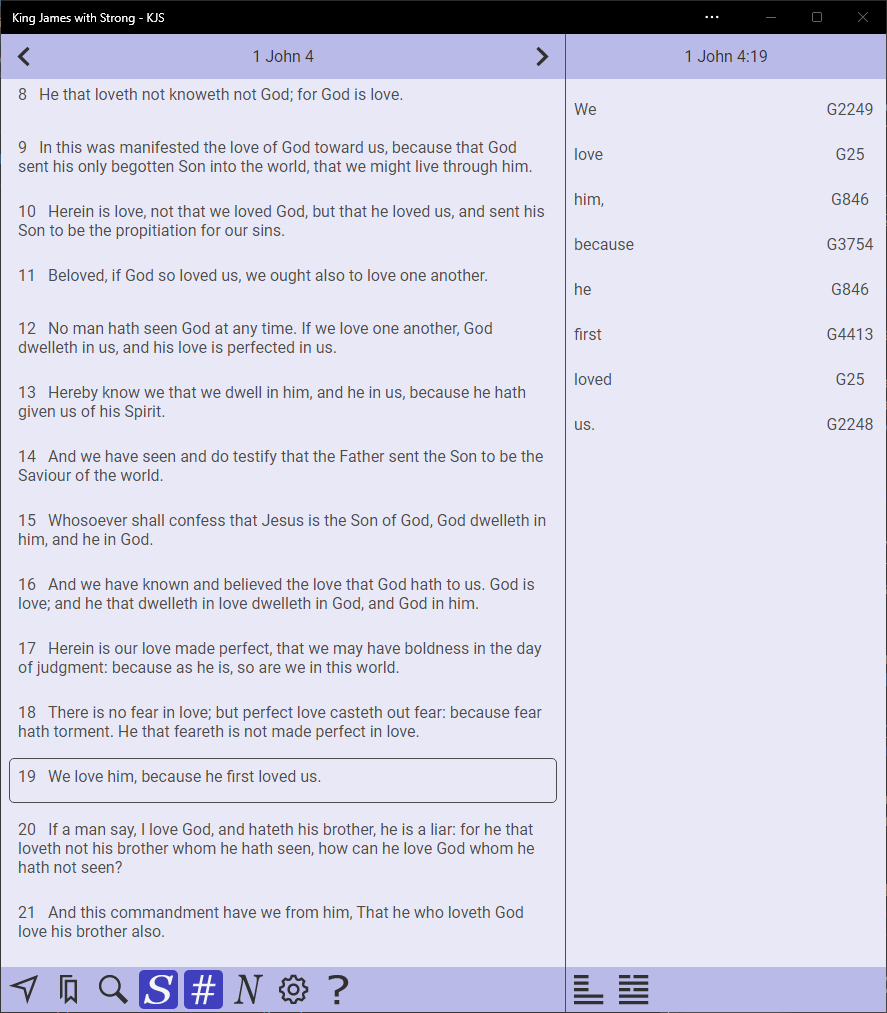 King James with Strong - KJS
1 John 4
8 He that loveth not knoweth not God; for God is love.
9 In this was manifested the love of God toward us, because that God
sent his only begotten Son into the world, that we might live through him.
10 Herein is love, not that we loved God, but that he loved us, and sent his
Son to be the propitiation for our sins.
11 Beloved, if God so loved us, we ought also to love one another.
12 No man hath seen God at any time. If we love one another, God
dwelleth in us, and his love is perfected in us.
13 Hereby know we that we dwell in him, and he in us, because he hath
given us of his Spirit.
14 And we have seen and do testify that the Father sent the Son to be the
Saviour of the world.
15 Whosoever shall confess that Jesus is the Son of God, God dwelleth in
him, and he in God.
16 And we have known and believed the love that God hath to us. God is
love; and he that dwelleth in love dwelleth in God, and God in him.
17 Herein is our love made perfect, that we may have boldness in the day
of judgment: because as he is, so are we in this world.
18 There is no fear in love; but perfect love casteth out fear: because fear
hath torment. He that feareth is not made perfect in love.
19 We love him, because he first loved us.
20 If a man say, I love God, and hateth his brother, he is a liar: for he that
loveth not his brother whom he hath seen, how can he love God whom he
hath not seen?
21 And this commandment have we from him, That he who loveth God
love his brother also.
S # N ?
1 John 4:19
We G2249
love G25
him, G846
because G3754
he G846
first G4413
loved G25
us. G2248